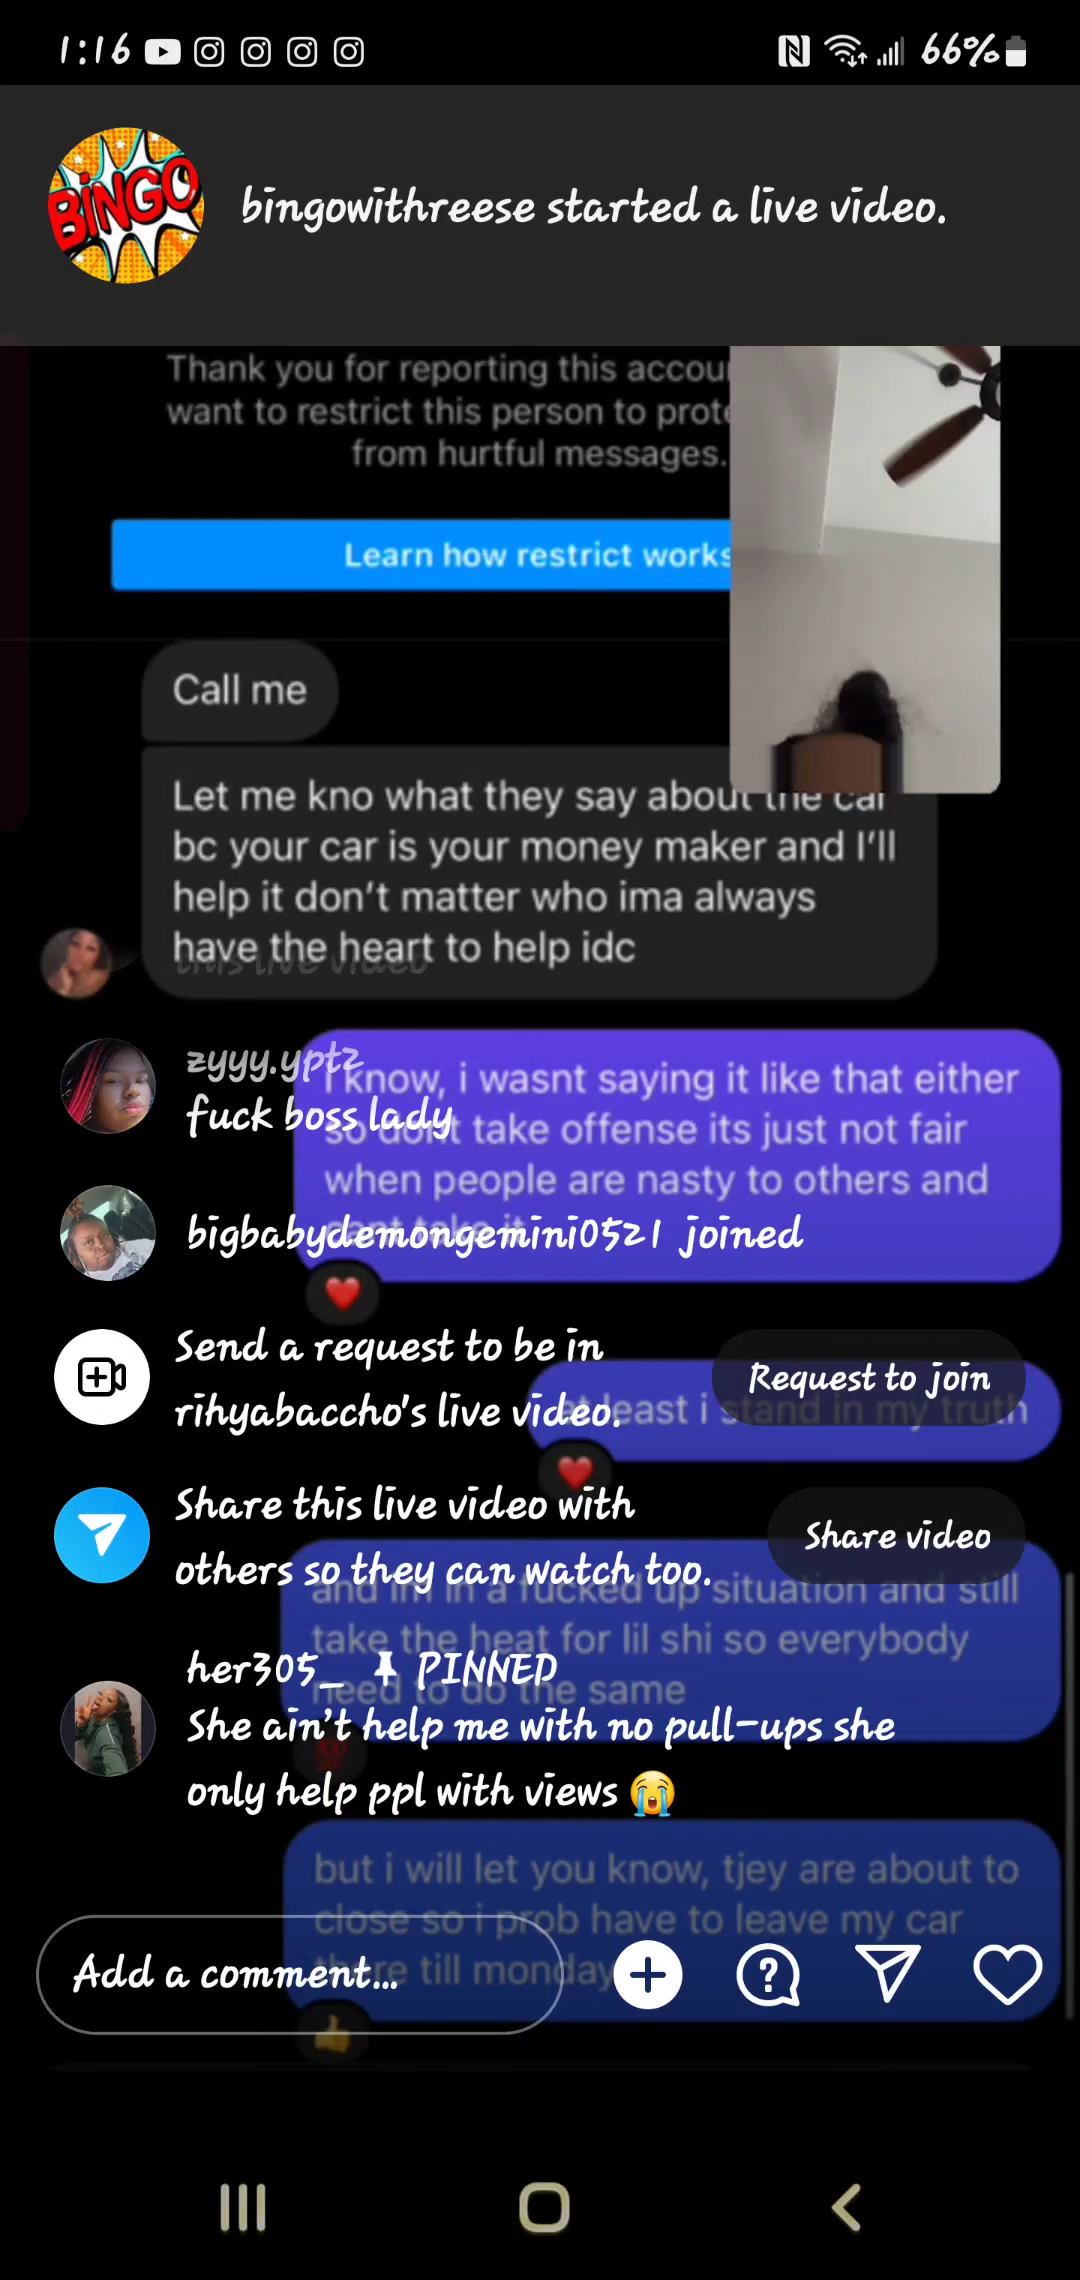 1:16
66%
BINGO
bingowithreese started a live video.
Thank you for reporting this accou
want to restrict this person to prote
from hurtful messages.
Learn how restrict works
Call me
Let me kno what they say about the car
bc your car is your money maker and I'll
help it don't matter who ima always
have the heart to help idc
this live video
zyyy.yptz
fuck boss lady
I know, i wasnt saying it like that either
so dont take offense its just not fair
when people are nasty to others and
cant take it
bigbabydemongemini0521 joined
Send a request to be in
rihyabaccho's live video.
Request to join
at least i stand in my truth
Share this live video with
others so they can watch too.
Share video
and im in a fucked up situation and still
take the heat for lil shi so everybody
need to do the same
her305_ PINNED
She ain't help me with no pull-ups she
only help ppl with views 😭
but i will let you know, tjey are about to
close so i prob have to leave my car
there till monday
Add a comment...